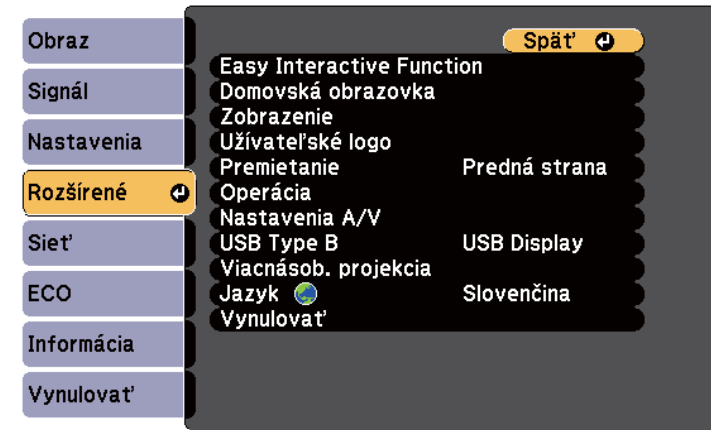 Obraz
Signál
Nastavenia
Rozšírené
Sieť
ECO
Informácia
Vynulovať
Späť
Easy Interactive Function
Domovská obrazovka
Zobrazenie
Užívateľské logo
Premietanie Predná strana
Operácia
Nastavenia A/V
USB Type B USB Display
Viacnásob. projekcia
Jazyk Slovenčina
Vynulovať